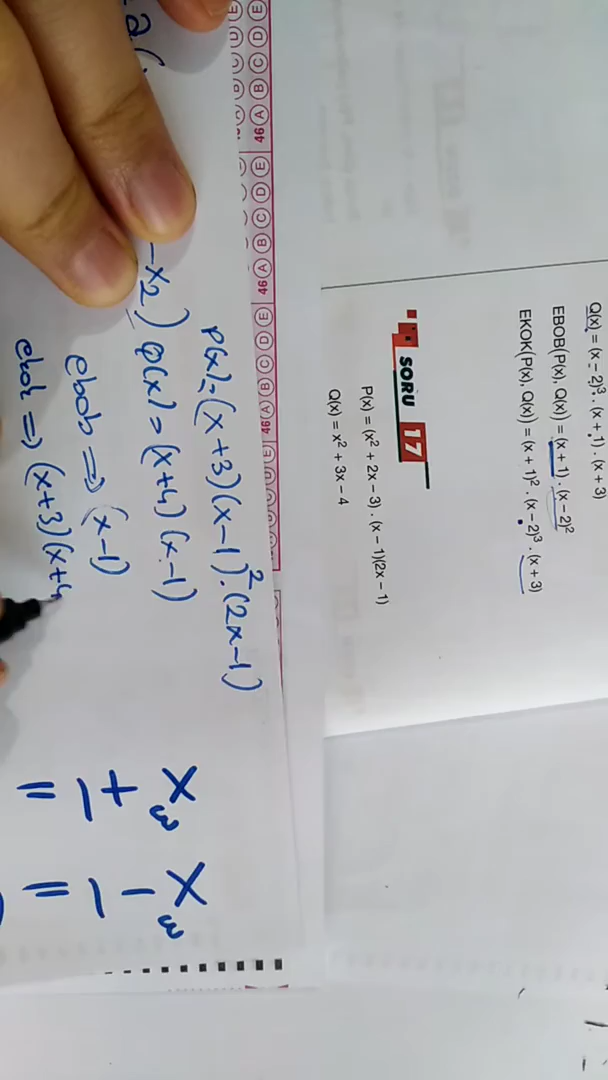 Q(x) = (x – 2)³. (x + 1) . (x + 3)
EBOB(P(x), Q(x) = (x + 1) . (x – 2)²
EKOK(P(x), Q(x)) = (x + 1)² . (x – 2)³ . (x + 3)
SORU 17
P(x) = (x² + 2x – 3) . (x – 1)(2x – 1)
Q(x) = x² + 3x – 4
46 A B C D E
46 A B C D E
46 A B C D E
P(x) = (x+3)(x-1)².(2x-1)
Q(x) = (x+4)(x-1)
ebob ⇒ (x-1)
ekok ⇒ (x+3)(x+4
x³ + 1 =
x³ - 1 =